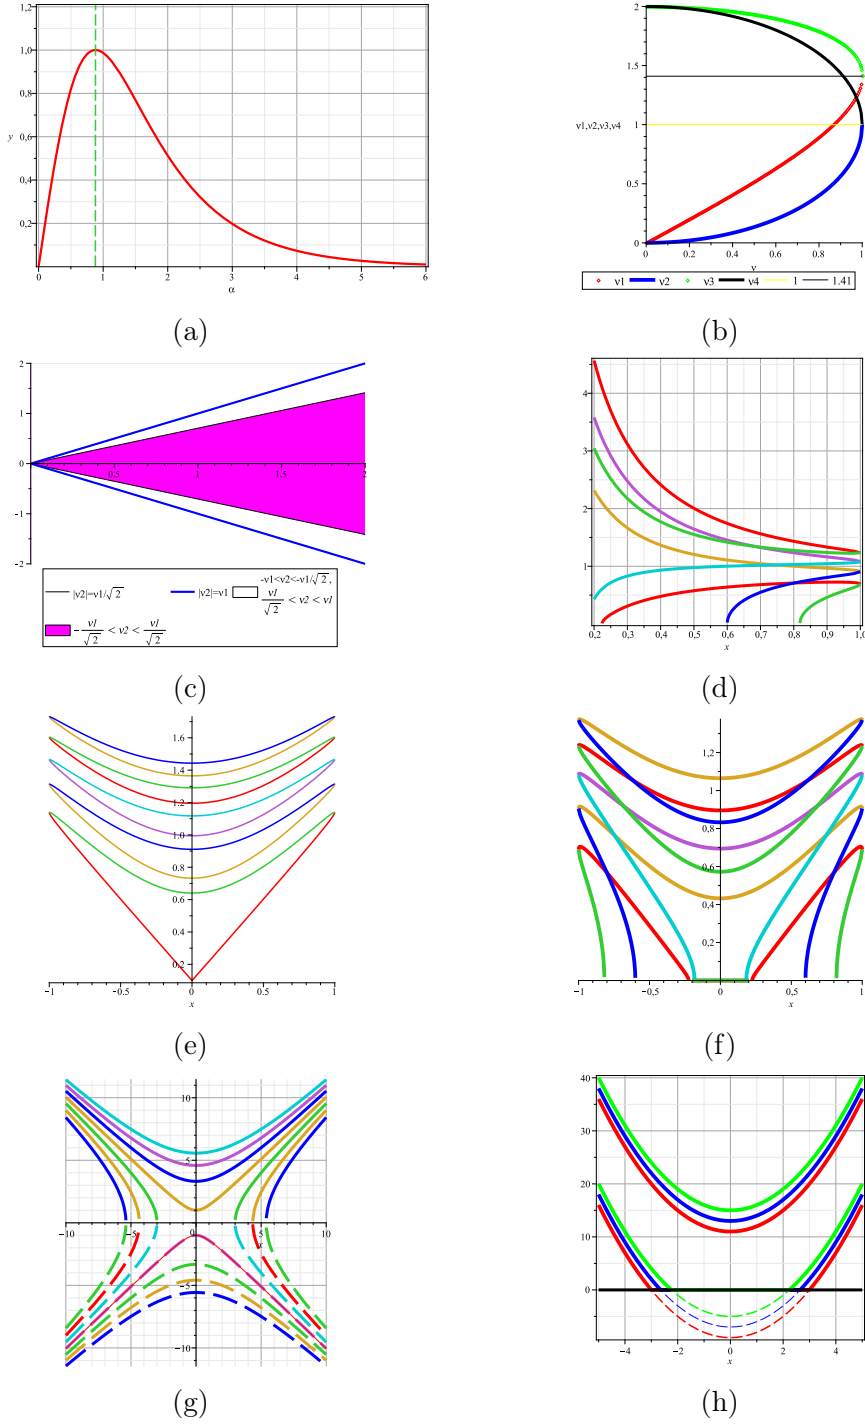 1,2
1,0
0,8
0,6
0,4
0,2
y
0 1 2 3 4 5 6
α
(a)
2
1.5
1
0.5
0
v1,v2,v3,v4
0 0.2 0.4 0.6 0.8 1
v
v1 v2 v3 v4 1 1.41
(b)
2
1
0
-1
-2
0.5 1 1.5 2
|v2|=v1/√2 |v2|=v1 -v1<v2<-v1/√2 , v1/√2 < v2 < v1
-v1/√2 < v2 < v1/√2
(c)
4
3
2
1
0,2 0,3 0,4 0,5 0,6 0,7 0,8 0,9 1,0
x
(d)
1.6
1.4
1.2
1.0
0.8
0.6
0.4
0.2
-1 -0.5 0 0.5 1
x
(e)
1,2
1
0,8
0,6
0,4
0,2
-1 -0,5 0 0,5 1
x
(f)
10
5
-10 -5 0 5 10
x
-5
-10
(g)
40
30
20
10
0
-4 -2 0 2 4
x
(h)